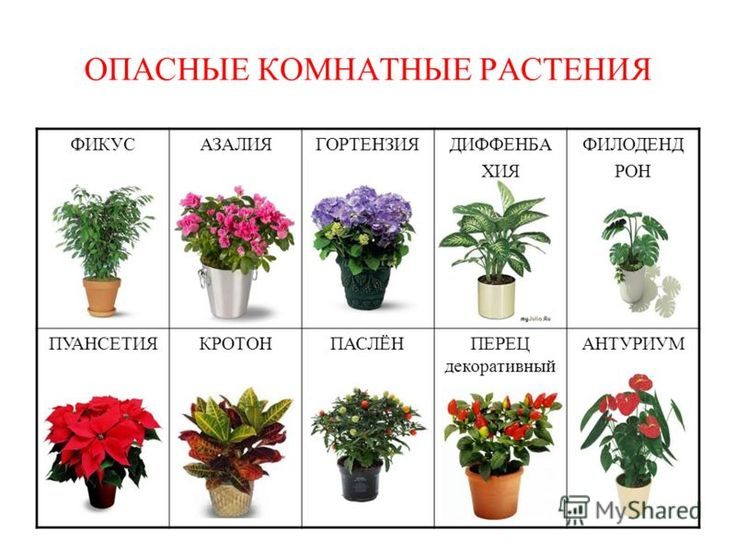 ОПАСНЫЕ КОМНАТНЫЕ РАСТЕНИЯ
ФИКУС
АЗАЛИЯ
ГОРТЕНЗИЯ
ДИФФЕНБА
ХИЯ
ФИЛОДЕНД
РОН
myJulia.Ru
ПУАНСЕТИЯ
КРОТОН
ПАСЛЁН
ПЕРЕЦ
декоративный
АНТУРИУМ
MyShared